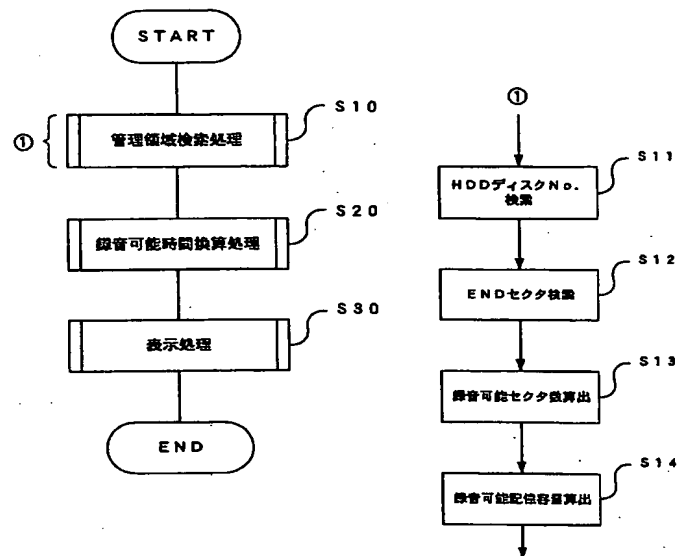 START
①
管理領域検索処理
S10
録音可能時間換算処理
S20
表示処理
S30
END
①
HDDディスクNo.
検索
S11
ENDセクタ検索
S12
録音可能セクタ数算出
S13
録音可能記憶容量算出
S14